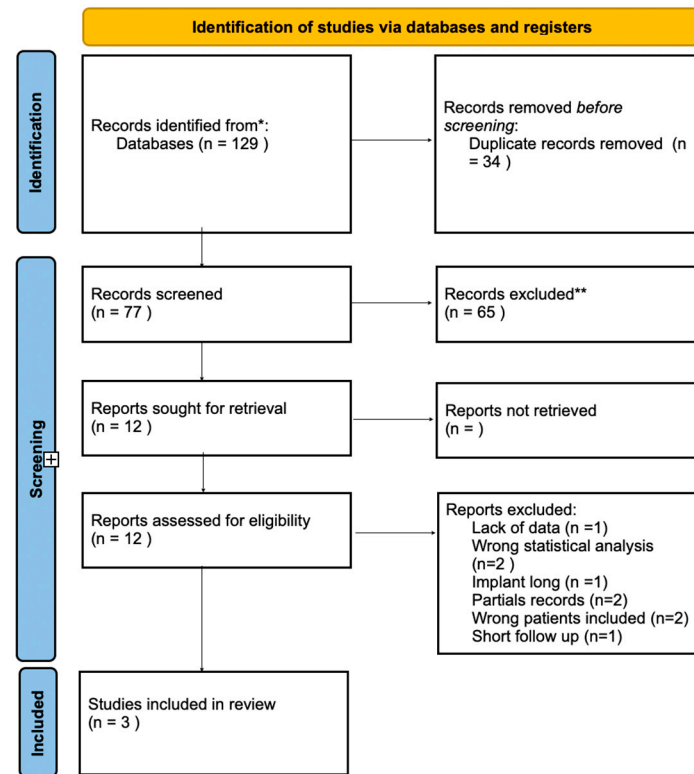 Identification of studies via databases and registers
Identification
Records identified from*:
Databases (n = 129 )
Records removed before
screening:
Duplicate records removed (n
= 34 )
Screening
Records screened
(n = 77 )
Records excluded**
(n = 65 )
Reports sought for retrieval
(n = 12 )
Reports not retrieved
(n = )
Reports assessed for eligibility
(n = 12 )
Reports excluded:
Lack of data (n =1)
Wrong statistical analysis
(n=2 )
Implant long (n =1)
Partials records (n=2)
Wrong patients included (n=2)
Short follow up (n=1)
Included
Studies included in review
(n = 3 )